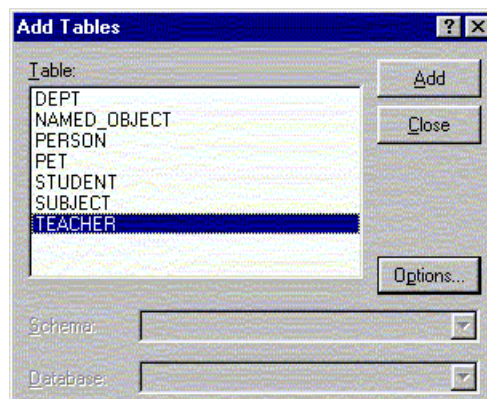 Add Tables
Table:
Add
DEPT
NAMED_OBJECT
PERSON
PET
STUDENT
SUBJECT
TEACHER
Close
Options...
Schema:
Database: